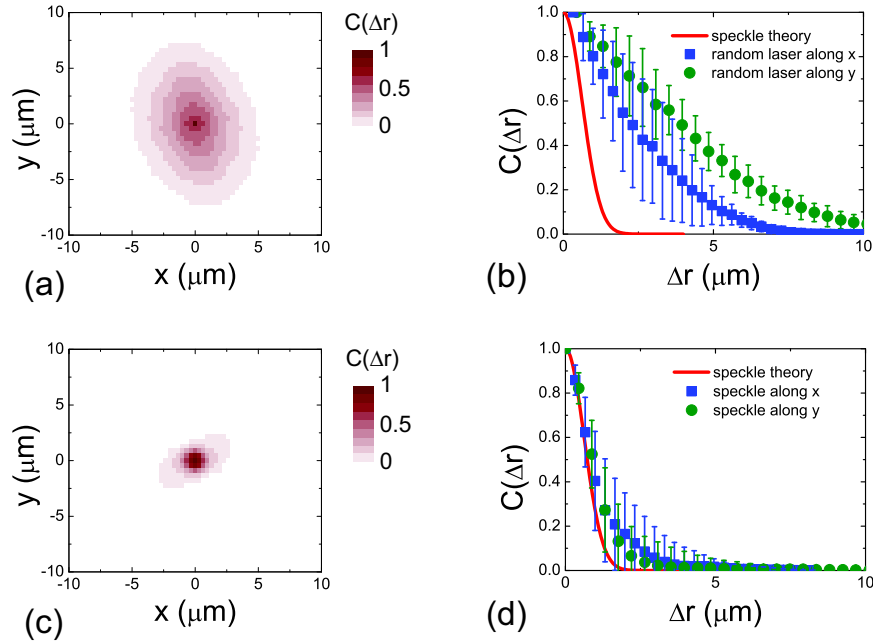 C(Δr)
1
0.5
0
10
5
0
-5
-10
y (μm)
-10 -5 0 5 10
x (μm)
(a)
1.0
0.8
0.6
0.4
0.2
0.0
C(Δr)
speckle theory
random laser along x
random laser along y
0 5 10
Δr (μm)
(b)
C(Δr)
1
0.5
0
10
5
0
-5
-10
y (μm)
-10 -5 0 5 10
x (μm)
(c)
1.0
0.8
0.6
0.4
0.2
0.0
C(Δr)
speckle theory
speckle along x
speckle along y
0 5 10
Δr (μm)
(d)